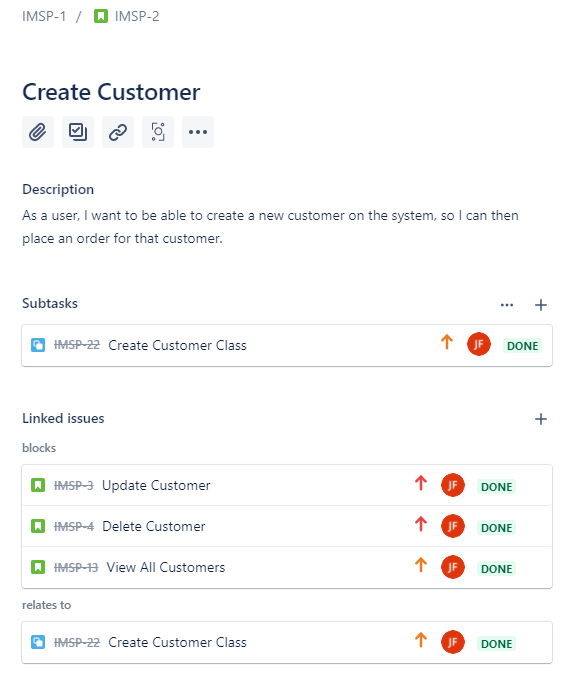 IMSP-1 / IMSP-2
Create Customer
Description
As a user, I want to be able to create a new customer on the system, so I can then
place an order for that customer.
Subtasks
IMSP-22 Create Customer Class JF DONE
Linked issues
blocks
IMSP-3 Update Customer JF DONE
IMSP-4 Delete Customer JF DONE
IMSP-13 View All Customers JF DONE
relates to
IMSP-22 Create Customer Class JF DONE